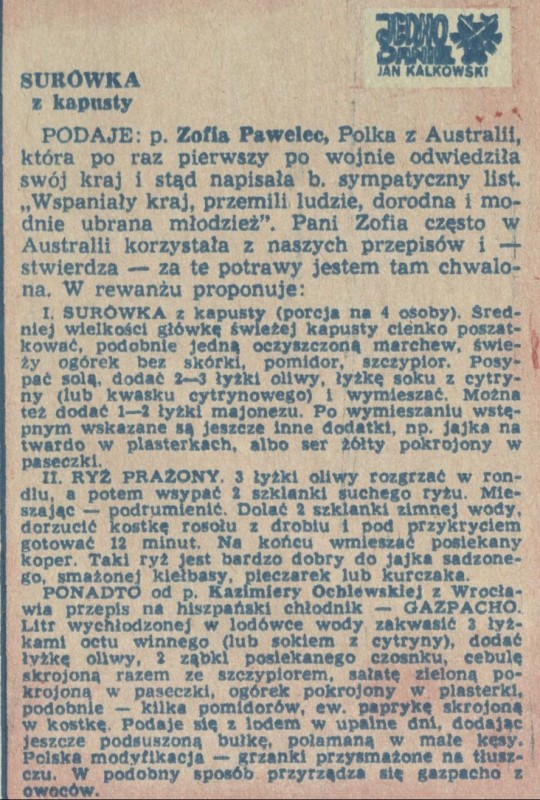 JEDNO
DANIE
JAN KALKOWSKI
SURÓWKA
z kapusty
PODAJE: p. Zofia Pawelec, Polka z Australii,
która po raz pierwszy po wojnie odwiedziła
swój kraj i stąd napisała b. sympatyczny list.
„Wspaniały kraj, przemili ludzie, dorodna i mo-
dnie ubrana młodzież”. Pani Zofia często w
Australii korzystała z naszych przepisów i —
stwierdza — za te potrawy jestem tam chwalo-
na. W rewanżu proponuje:
I. SURÓWKA z kapusty (porcja na 4 osoby). Śred-
niej wielkości główkę świeżej kapusty cienko poszat-
kować, podobnie jedną oczyszczoną marchew, świe-
ży ogórek bez skórki, pomidor, szczypior. Posy-
pać solą, dodać 2—3 łyżki oliwy, łyżkę soku z cytry-
ny (lub kwasku cytrynowego) i wymieszać. Można
też dodać 1—2 łyżki majonezu. Po wymieszaniu wstę-
pnym wskazane są jeszcze inne dodatki, np. jajka na
twardo w plasterkach, albo ser żółty pokrojony w
paseczki.
II. RYŻ PRAŻONY. 3 łyżki oliwy rozgrzać w ron-
dlu, a potem wsypać 2 szklanki suchego ryżu. Mie-
szając — podrumienić. Dolać 2 szklanki zimnej wody,
dorzucić kostkę rosołu z drobiu i pod przykryciem
gotować 12 minut. Na końcu wmieszać posiekany
koper. Taki ryż jest bardzo dobry do jajka sadzone-
go, smażonej kiełbasy, pieczarek lub kurczaka.
PONADTO od p. Kazimiery Ochlewskiej z Wrocła-
wia przepis na hiszpański chłodnik — GAZPACHO.
Litr wychłodzonej w lodówce wody zakwasić 3 łyż-
kami octu winnego (lub sokiem z cytryny), dodać
łyżkę oliwy, 2 ząbki posiekanego czosnku, cebulę
skrojoną razem ze szczypiorem, sałatę zieloną po-
krojoną w paseczki, ogórek pokrojony w plasterki,
podobnie — kilka pomidorów, ew. paprykę skrojoną
w kostkę. Podaje się z lodem w upalne dni, dodając
jeszcze podsuszoną bułkę, połamaną w małe kęsy.
Polska modyfikacja — grzanki przysmażone na tłusz-
czu. W podobny sposób przyrządza się gazpacho z
owoców.